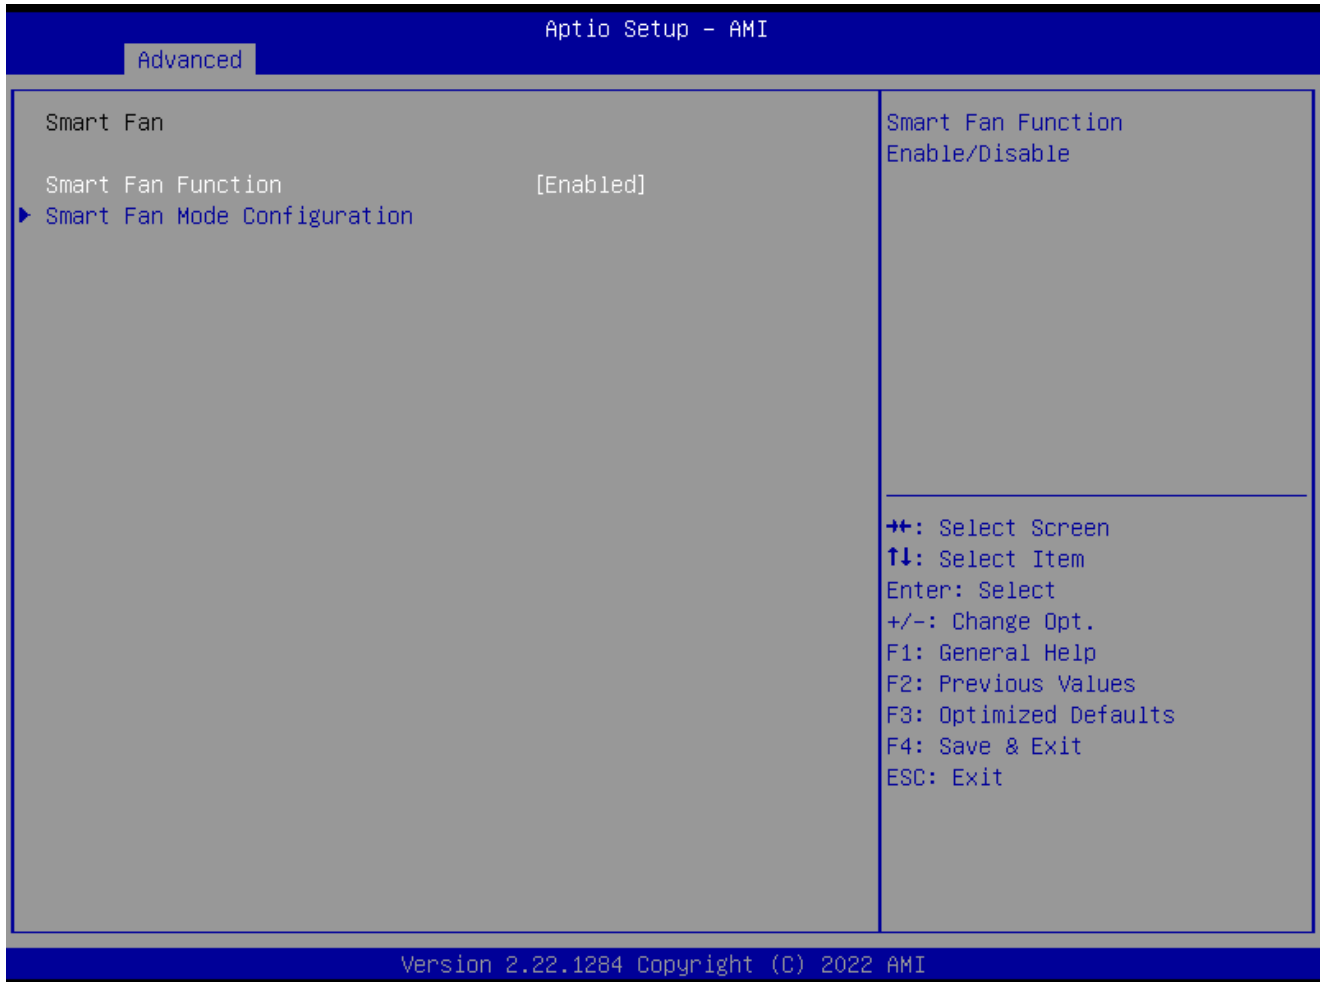 Aptio Setup – AMI
Advanced
Smart Fan
Smart Fan Function [Enabled]
Smart Fan Mode Configuration
Smart Fan Function
Enable/Disable
→←: Select Screen
↑↓: Select Item
Enter: Select
+/-: Change Opt.
F1: General Help
F2: Previous Values
F3: Optimized Defaults
F4: Save & Exit
ESC: Exit
Version 2.22.1284 Copyright (C) 2022 AMI